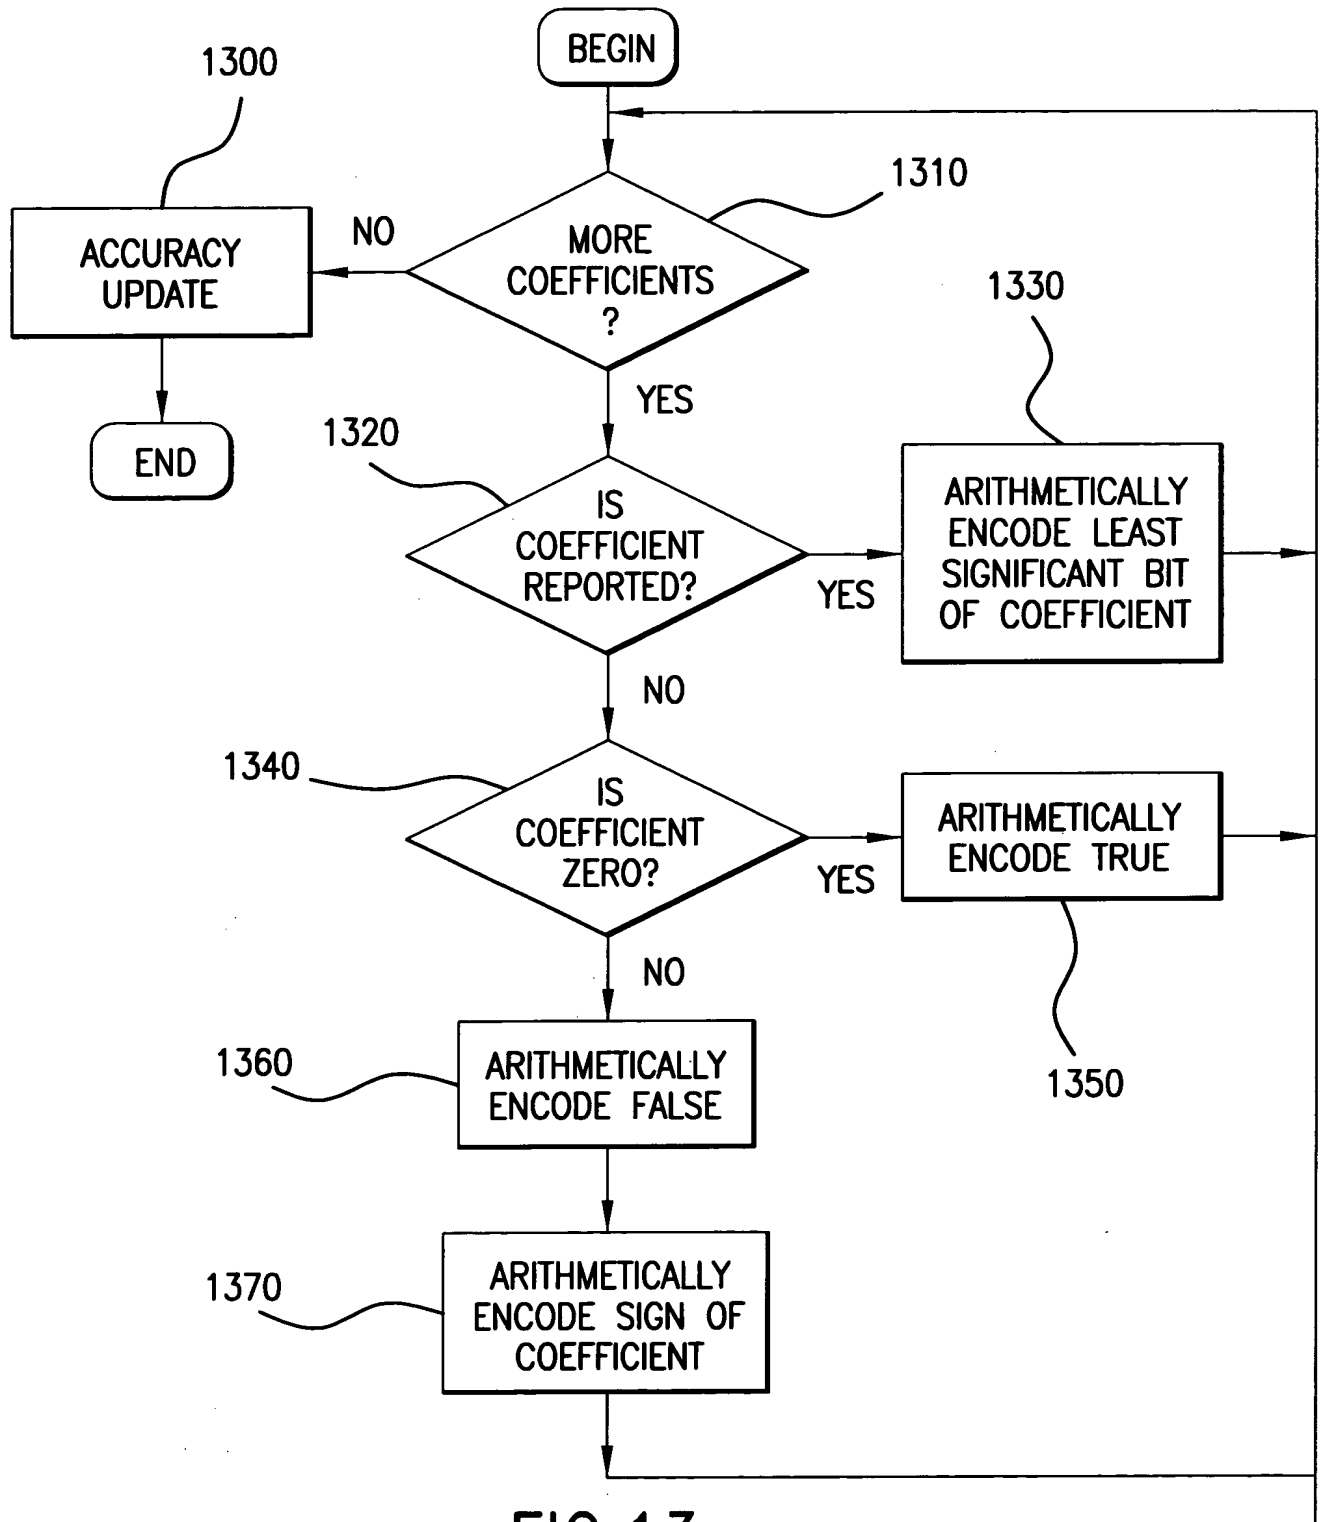 BEGIN
1300
1310
MORE
COEFFICIENTS
?
NO
ACCURACY
UPDATE
YES
1330
END
1320
IS
COEFFICIENT
REPORTED?
YES
ARITHMETICALLY
ENCODE LEAST
SIGNIFICANT BIT
OF COEFFICIENT
NO
1340
IS
COEFFICIENT
ZERO?
YES
ARITHMETICALLY
ENCODE TRUE
NO
1350
1360
ARITHMETICALLY
ENCODE FALSE
1370
ARITHMETICALLY
ENCODE SIGN OF
COEFFICIENT